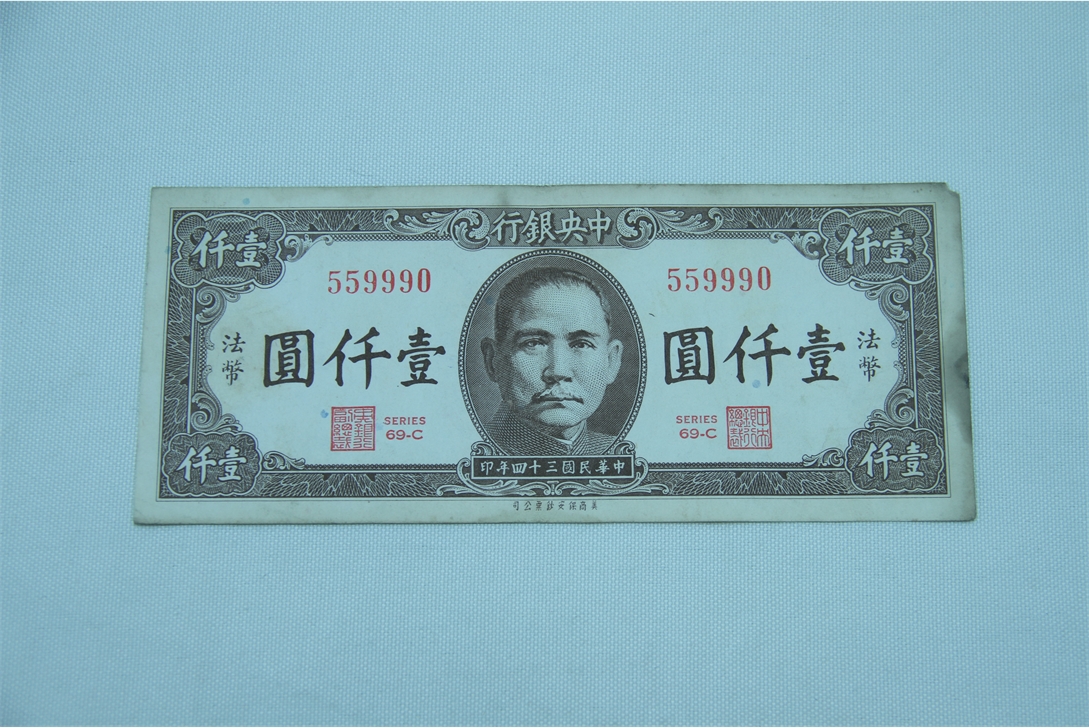 中央銀行
壹仟
壹仟
559990
559990
壹仟圓
壹仟圓
法幣
法幣
SERIES
69-C
SERIES
69-C
壹仟
壹仟
中華民國三十四年印